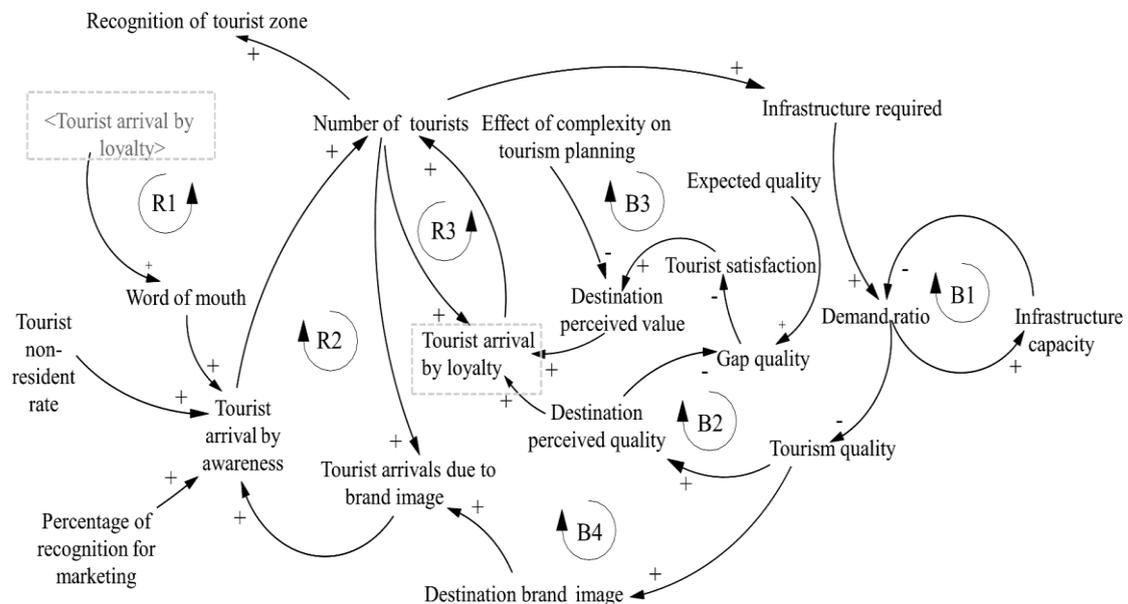 Recognition of tourist zone
+
<Tourist arrival by
loyalty>
R1
+
Word of mouth
+
Tourist
non-
resident
rate
+
Tourist
arrival by
awareness
+
Percentage of
recognition for
marketing
+
Number of tourists
+
+
R3
R2
+
Tourist arrival
by loyalty
+
Tourist arrivals due to
brand image
+
Destination brand image
+
B4
Effect of complexity on
tourism planning
-
B3
+
Destination
perceived value
+
Tourist satisfaction
-
Expected quality
+
Gap quality
-
Destination
perceived quality
+
B2
+
Tourism quality
-
+
Infrastructure required
+
Demand ratio
-
B1
Infrastructure
capacity
+